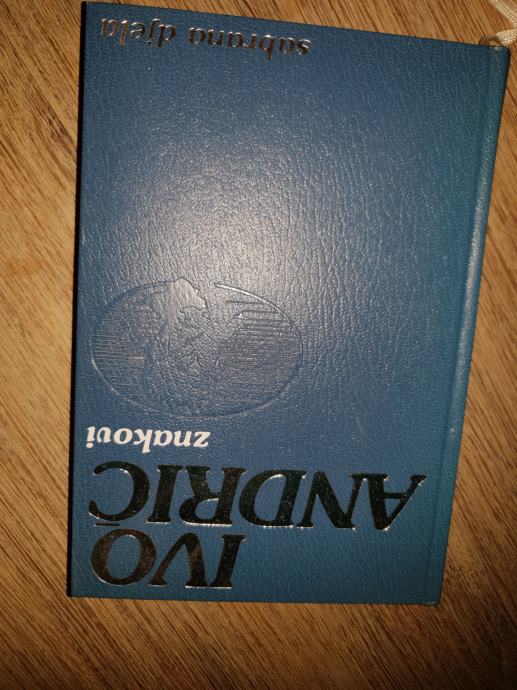 IVO
ANDRIĆ
znakovi
sabrana djela